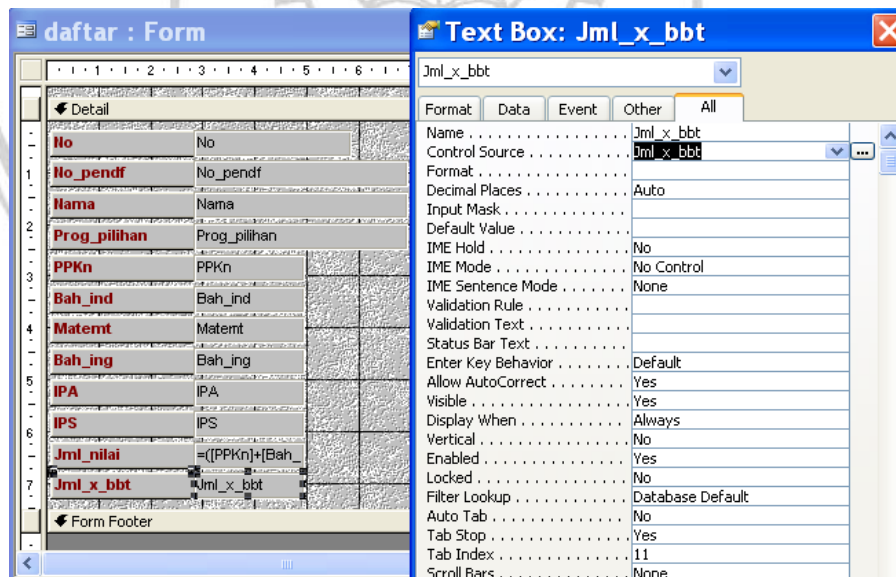 daftar : Form
Detail
No No
No_pendf No_pendf
Nama Nama
Prog_pilihan Prog_pilihan
PPKn PPKn
Bah_ind Bah_ind
Matemt Matemt
Bah_ing Bah_ing
IPA IPA
IPS IPS
Jml_nilai =([PPKn]+[Bah_
Jml_x_bbt Jml_x_bbt
Form Footer
Text Box: Jml_x_bbt
Jml_x_bbt
Format Data Event Other All
Name Jml_x_bbt
Control Source Jml_x_bbt
Format
Decimal Places Auto
Input Mask
Default Value
IME Hold No
IME Mode No Control
IME Sentence Mode None
Validation Rule
Validation Text
Status Bar Text
Enter Key Behavior Default
Allow AutoCorrect Yes
Visible Yes
Display When Always
Vertical No
Enabled Yes
Locked No
Filter Lookup Database Default
Auto Tab No
Tab Stop Yes
Tab Index 11
Scroll Bars None